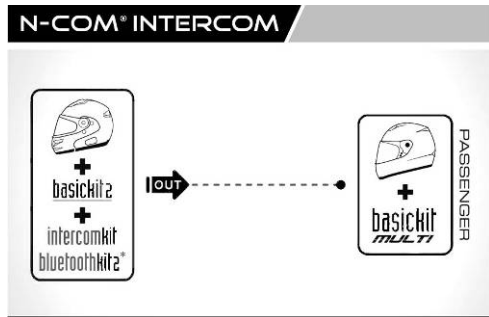 N-COM® INTERCOM
+
basickit2
+
intercomkit
bluetoothkit2®
OUT
+
basickit
MULTI
PASSENGER